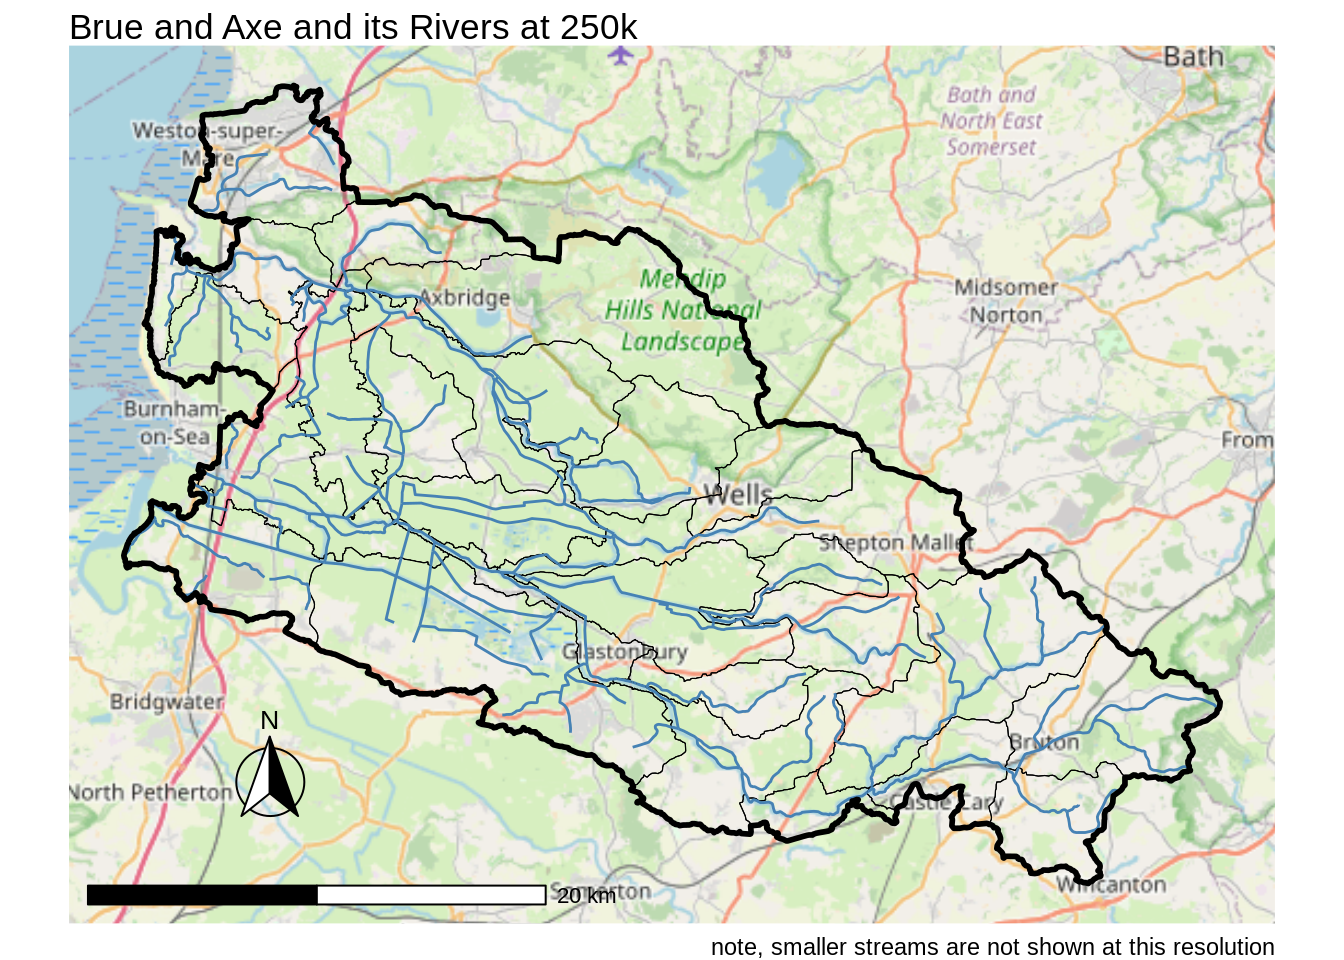 Brue and Axe and its Rivers at 250k
Bath
Bath and
North East
Somerset
Weston-super-
Mare
Mendip
Hills National
Landscape
Axbridge
Midsomer
Norton
Burnham-
on-Sea
From
Wells
Shepton Mallet
Glastonbury
Bridgwater
N
Bruton
North Petherton
Castle Cary
Wincanton
Somerton
20 km
note, smaller streams are not shown at this resolution